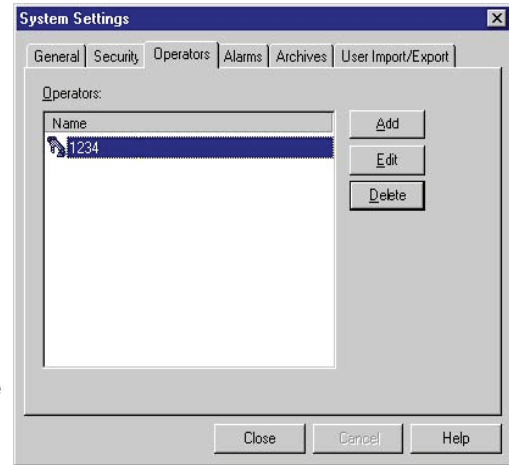 System Settings
General Security Operators Alarms Archives User Import/Export
Operators:
Name
1234
Add
Edit
Delete
Close Cancel Help